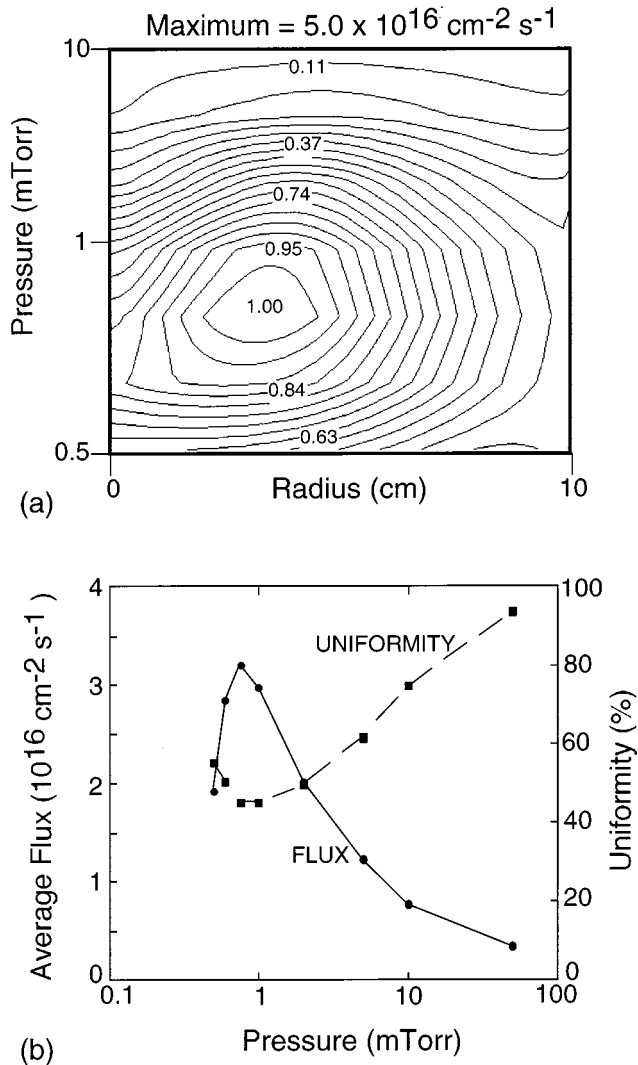 Maximum = 5.0 x 10¹⁶ cm⁻² s⁻¹
10
0.11
0.37
0.74
Pressure (mTorr)
1
0.95
1.00
0.84
0.63
0.5
0
Radius (cm)
10
(a)
4
100
UNIFORMITY
80
3
Average Flux (10¹⁶ cm⁻² s⁻¹)
60
Uniformity (%)
2
40
FLUX
1
20
0
0
0.1
1
10
100
Pressure (mTorr)
(b)